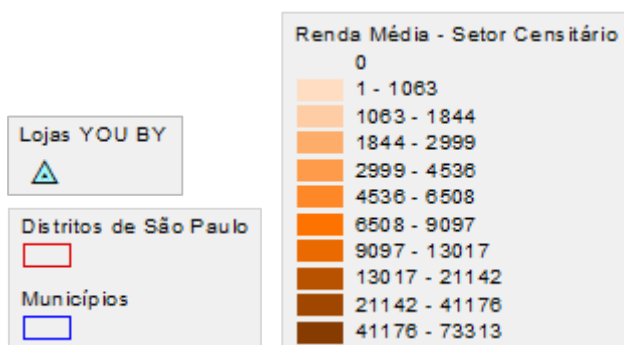 Renda Média - Setor Censitário
0
1 - 1063
1063 - 1844
1844 - 2999
2999 - 4536
4536 - 6508
6508 - 9097
9097 - 13017
13017 - 21142
21142 - 41176
41176 - 73313
Lojas YOU BY
Distritos de São Paulo
Municípios